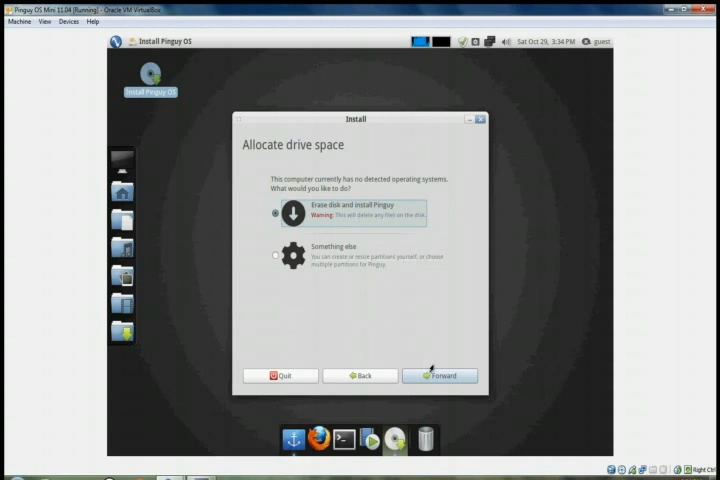 Pinguy OS Mini 11.04 [Running] - Oracle VM VirtualBox
Machine View Devices Help
Install Pinguy OS
Sat Oct 29, 3:34 PM
guest
Install Pinguy OS
Install
Allocate drive space
This computer currently has no detected operating systems.
What would you like to do?
Erase disk and install Pinguy
Warning: This will delete any files on the disk.
Something else
You can create or resize partitions yourself, or choose
multiple partitions for Pinguy.
Quit
Back
Forward
Right Ctrl